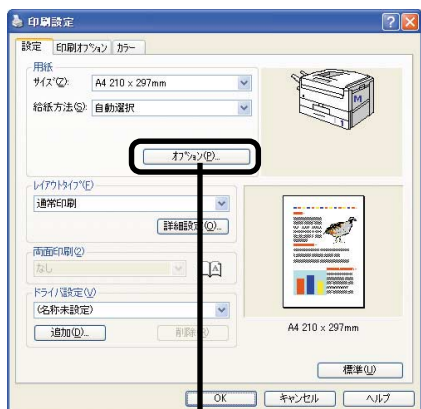 印刷設定
設定 印刷オプション カラー
用紙
サイズ(Z): A4 210 x 297mm
給紙方法(S): 自動選択
オプション(P)...
M
1
レイアウトタイプ(E)
通常印刷
詳細設定(O)...
両面印刷(2)
なし
A
ドライバ設定(V)
(名称未設定)
追加(D)...
削除
A4 210 x 297mm
標準(U)
OK キャンセル ヘルプ